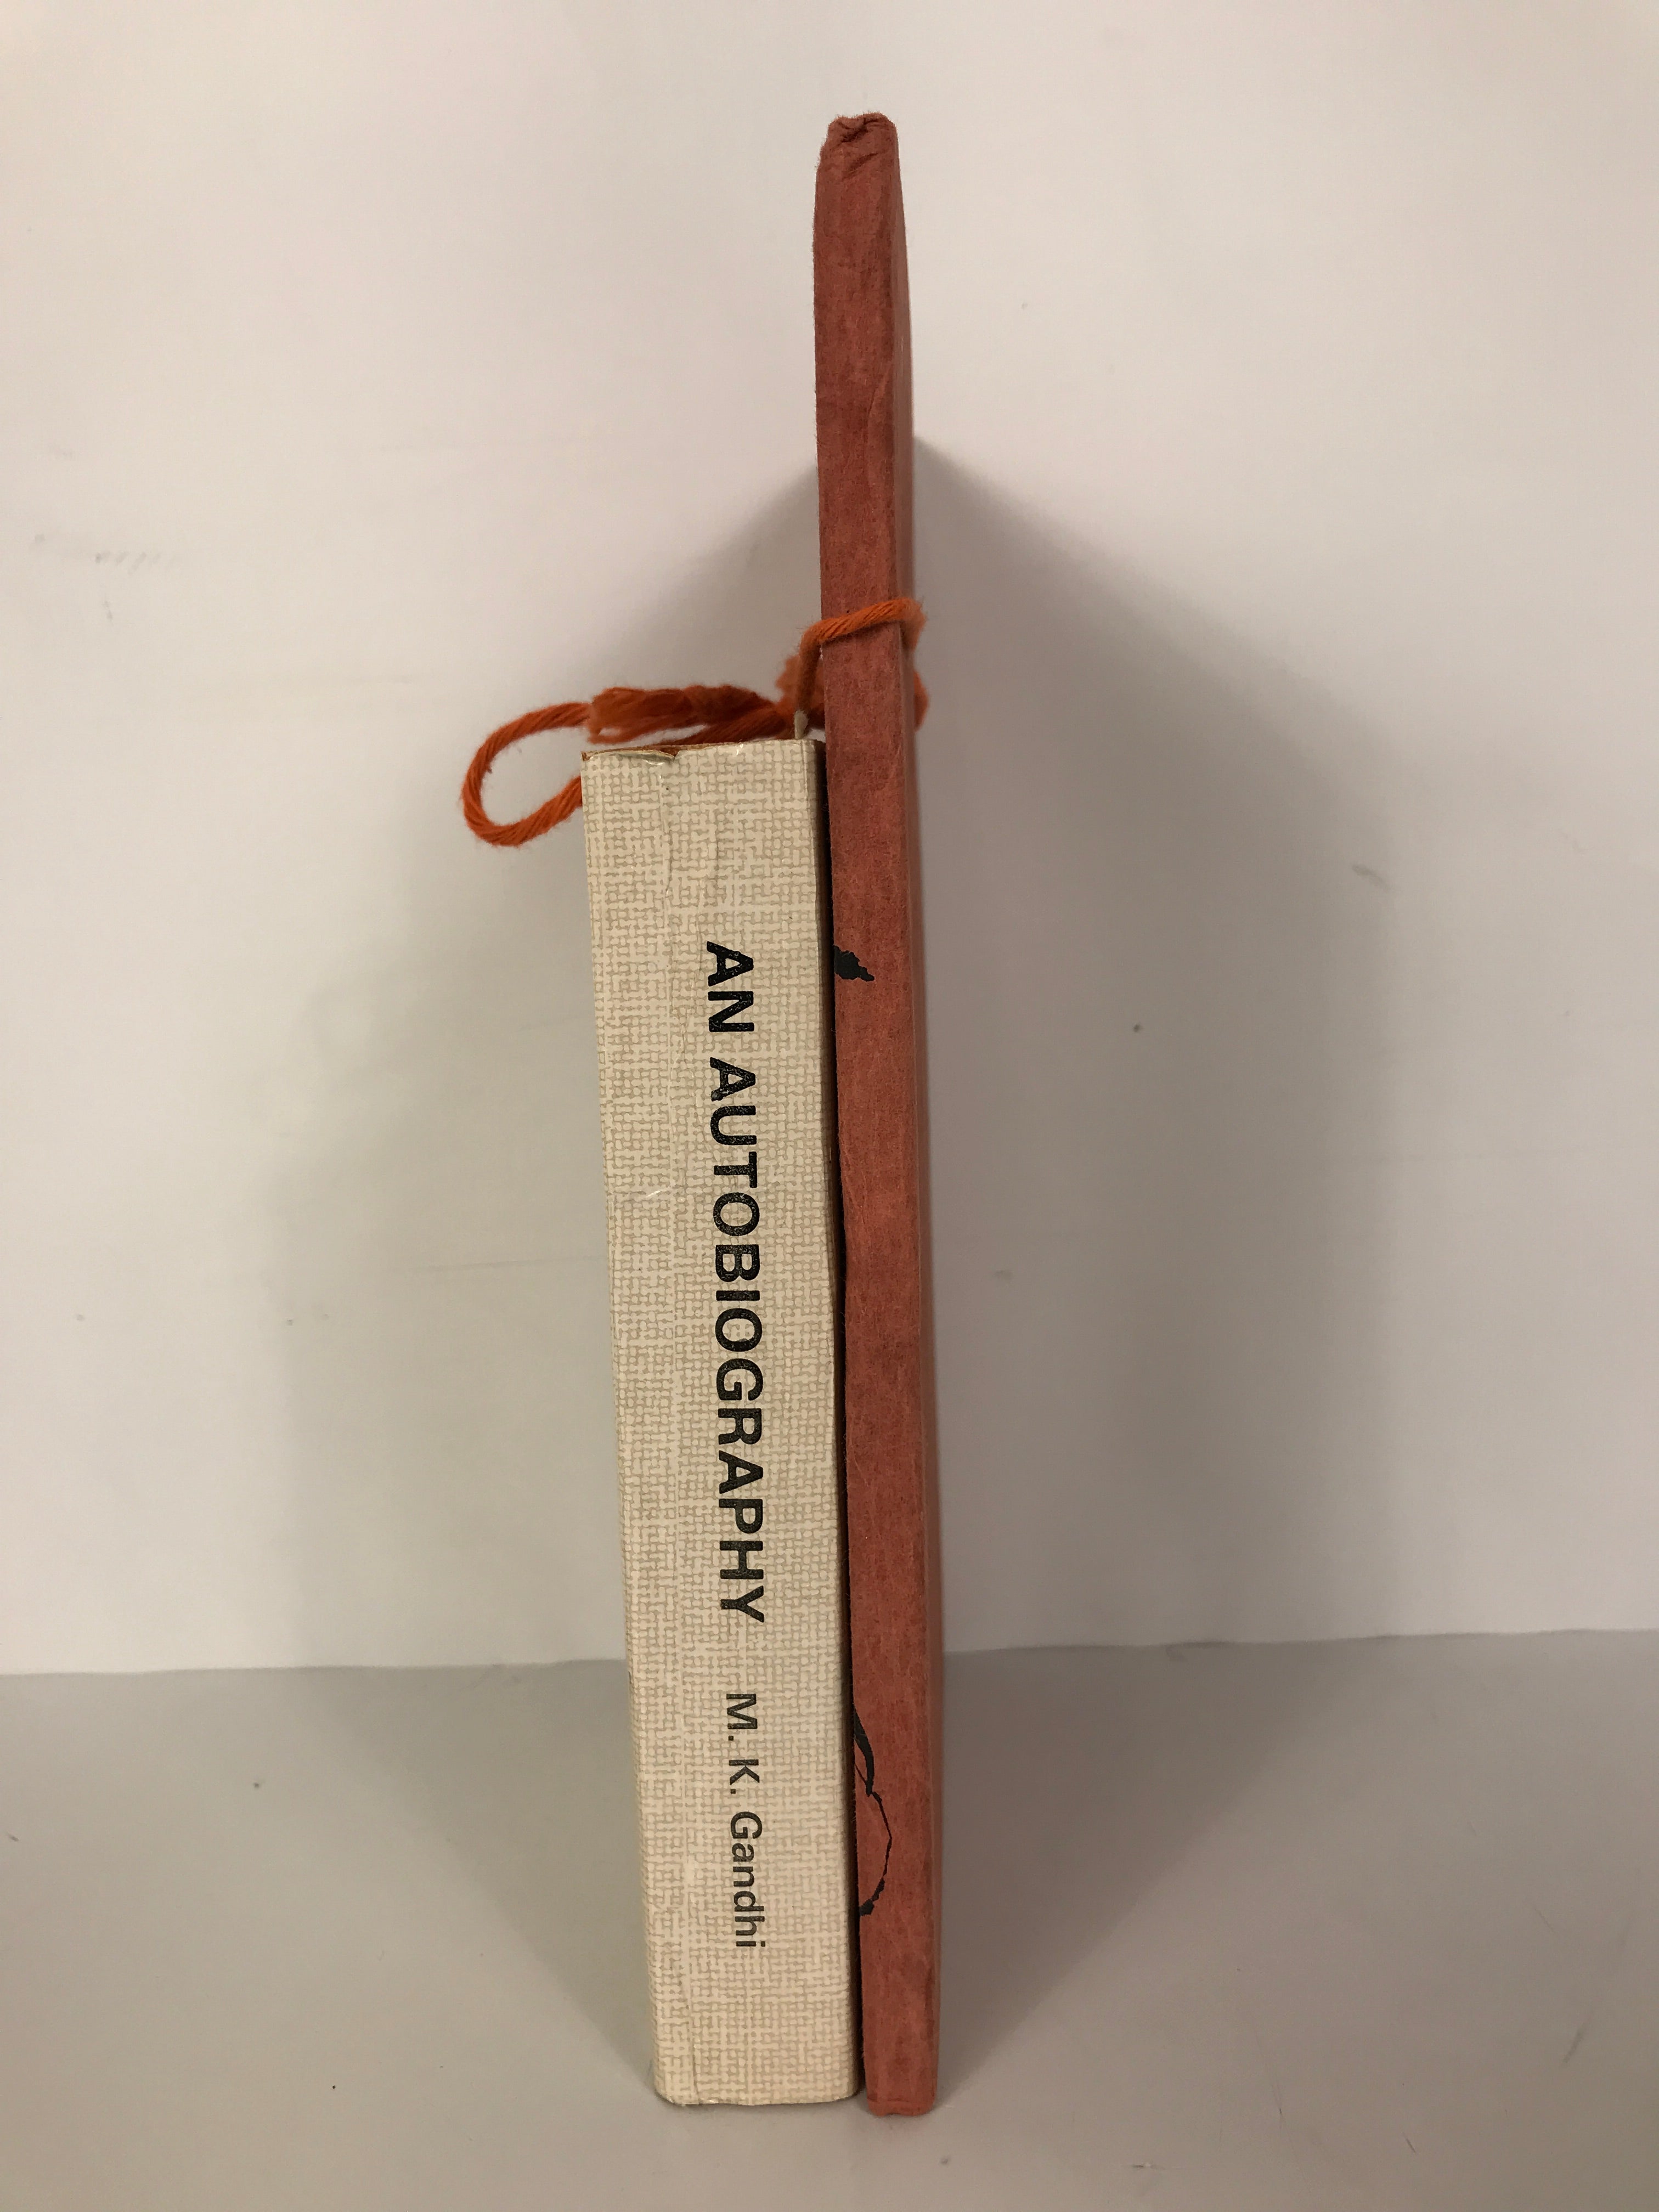 AN AUTOBIOGRAPHY M. K. Gandhi